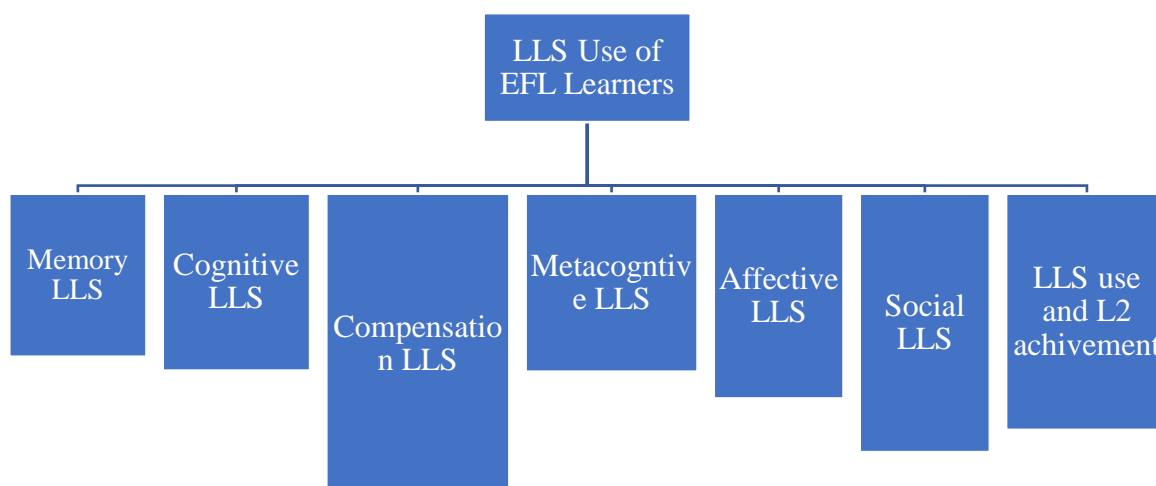 LLS Use of
EFL Learners
Memory
LLS
Cognitive
LLS
Compensatio
n LLS
Metacogntiv
e LLS
Affective
LLS
Social
LLS
LLS use
and L2
achivement